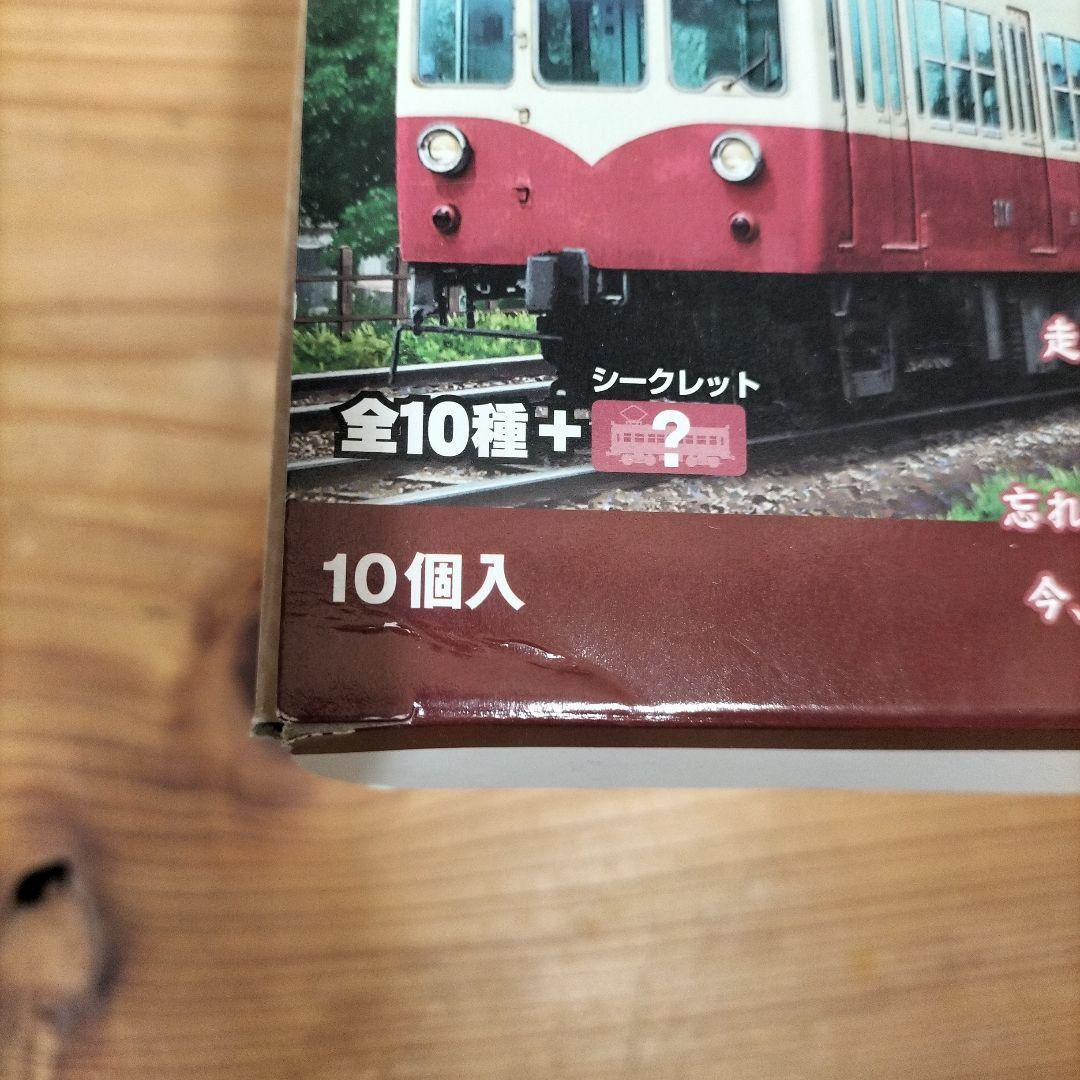 走
シークレット
全10種+?
忘れ
10個入
今、